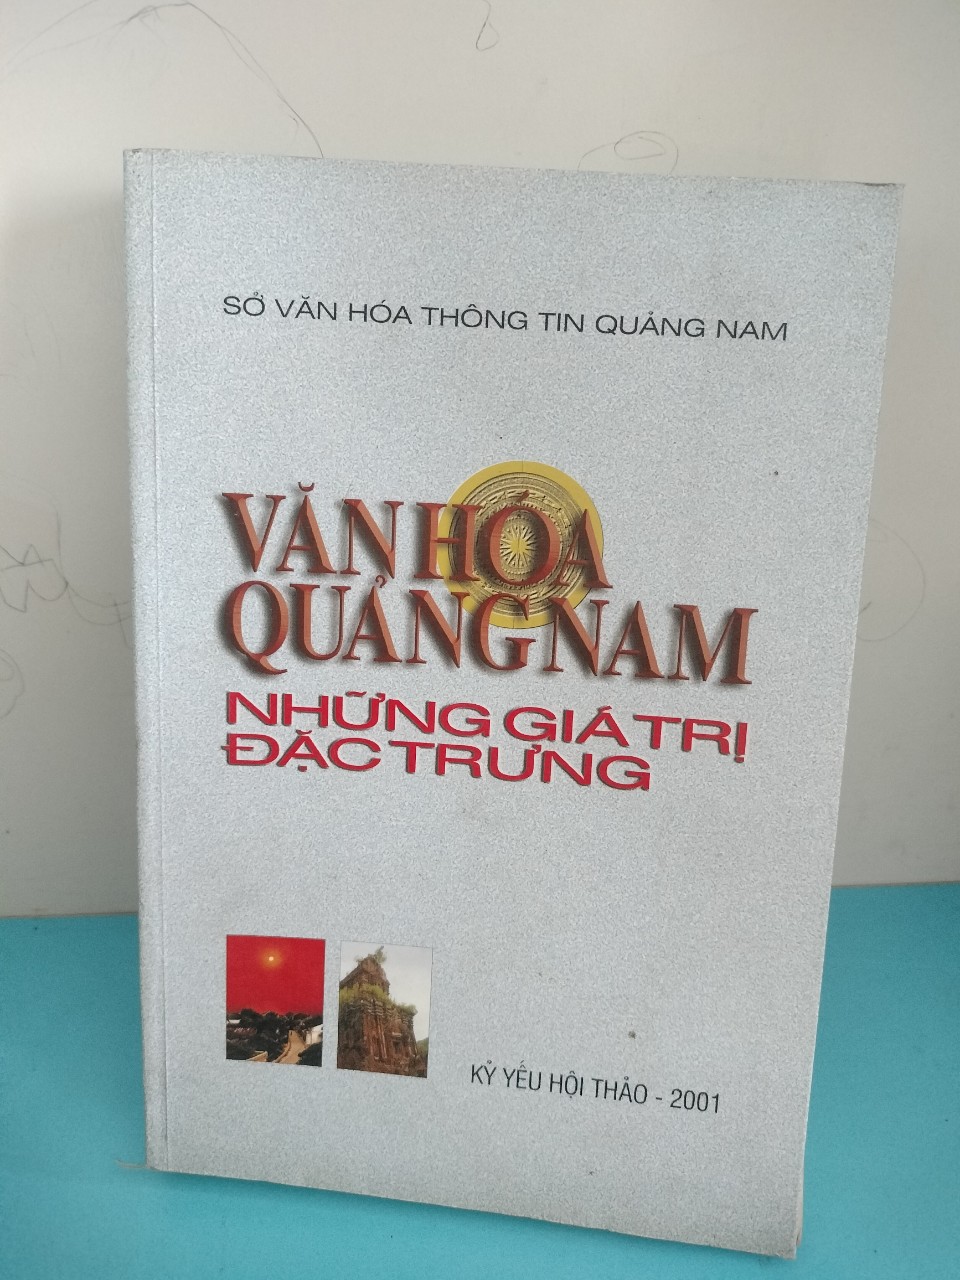 SỞ VĂN HÓA THÔNG TIN QUẢNG NAM
VĂN HÓA
QUẢNG NAM
NHỮNG GIÁ TRỊ
ĐẶC TRƯNG
KỶ YẾU HỘI THẢO - 2001